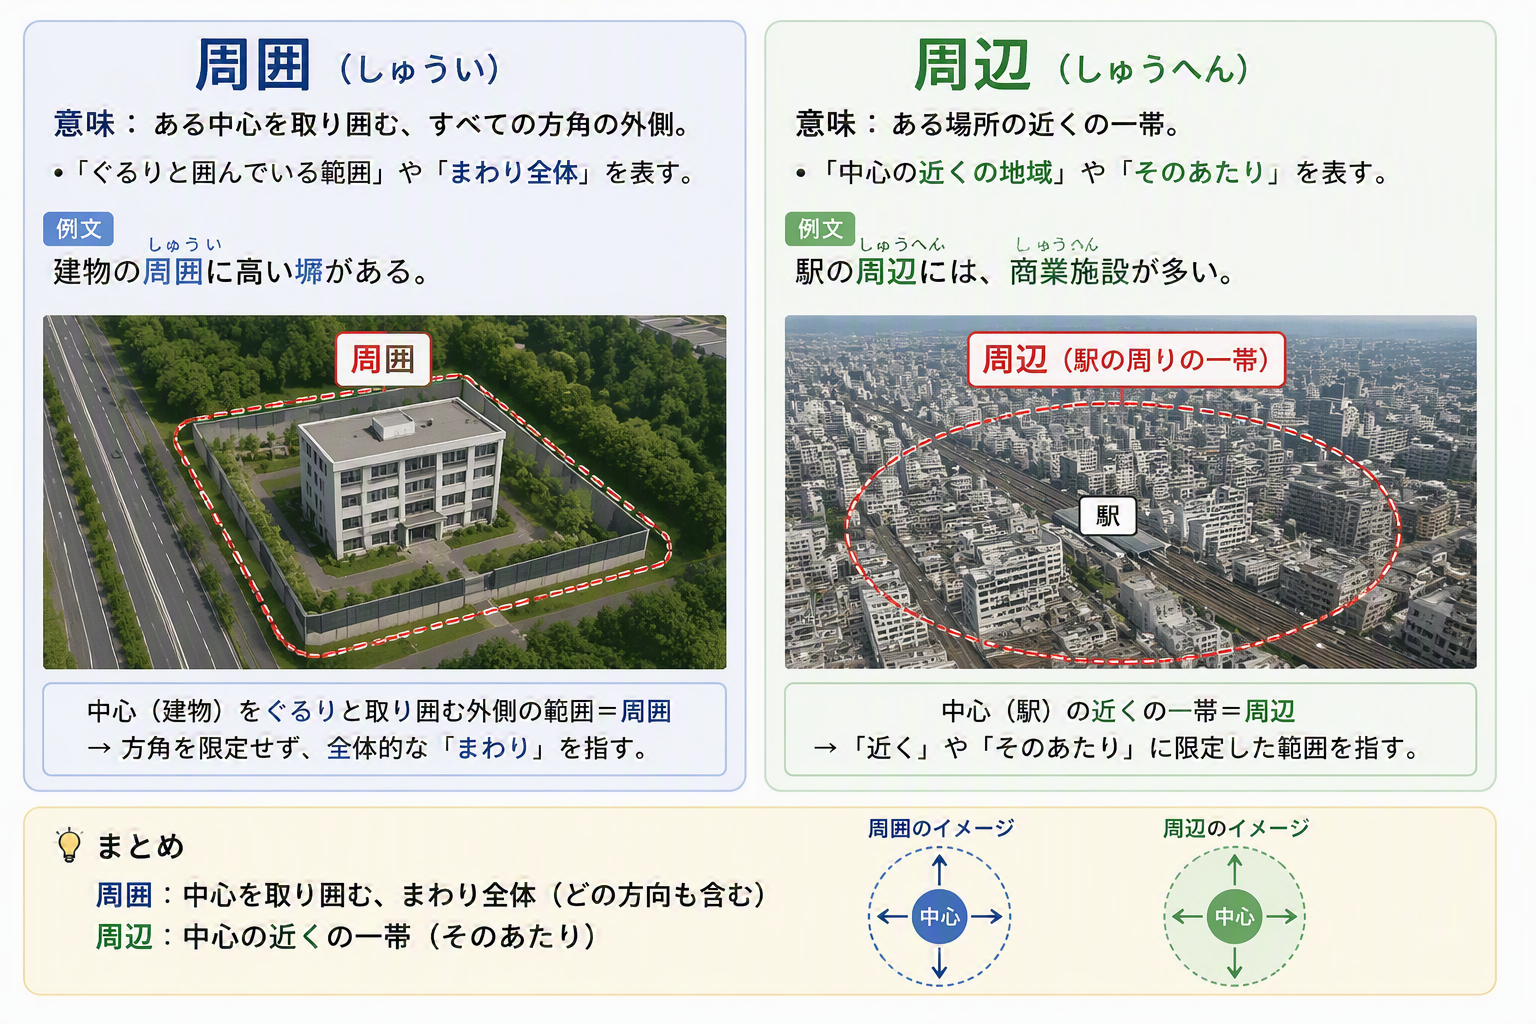 周囲（しゅうい）
意味：ある中心を取り囲む、すべての方角の外側。
•「ぐるりと囲んでいる範囲」や「まわり全体」を表す。
例文
しゅうい
建物の周囲に高い塀がある。
周囲
中心（建物）をぐるりと取り囲む外側の範囲＝周囲
→ 方角を限定せず、全体的な「まわり」を指す。
周辺（しゅうへん）
意味：ある場所の近くの一帯。
•「中心の近くの地域」や「そのあたり」を表す。
例文
しゅうへん しゅうへん
駅の周辺には、商業施設が多い。
周辺（駅の周りの一帯）
駅
中心（駅）の近くの一帯＝周辺
→「近く」や「そのあたり」に限定した範囲を指す。
まとめ
周囲：中心を取り囲む、まわり全体（どの方向も含む）
周辺：中心の近くの一帯（そのあたり）
周囲のイメージ
中心
周辺のイメージ
中心